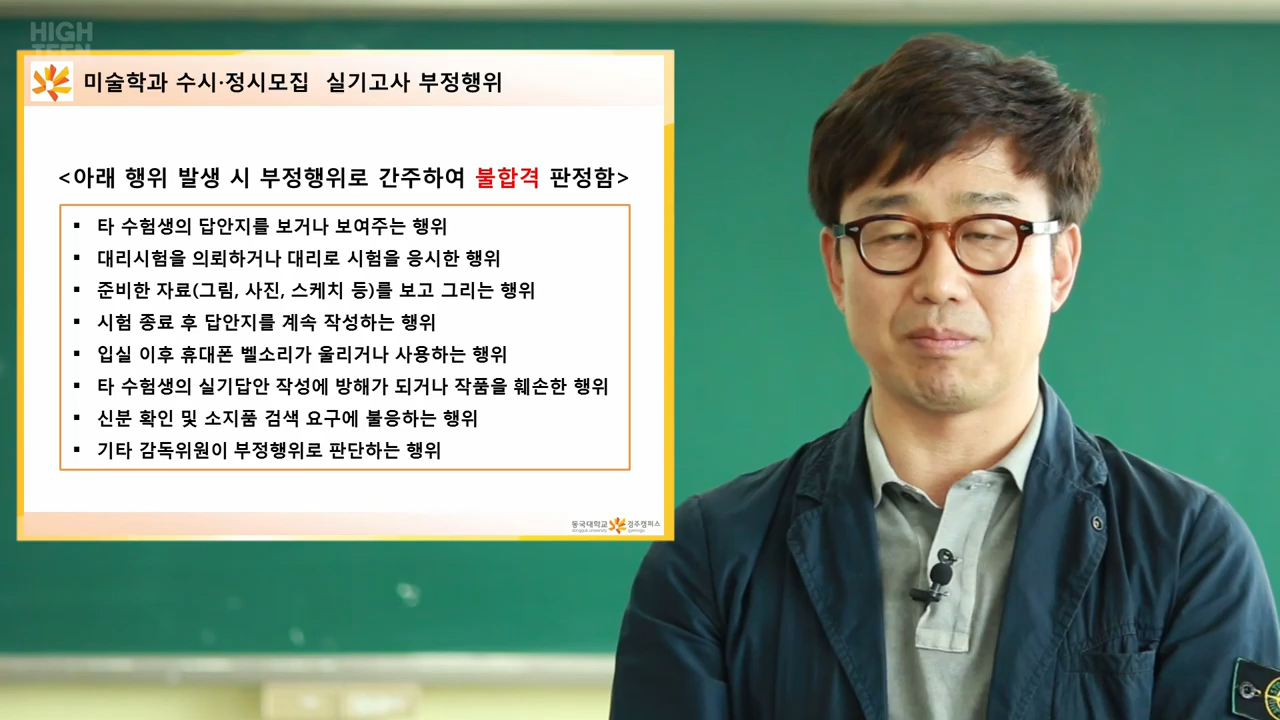 HIGH
TEEN
미술학과 수시·정시모집 실기고사 부정행위
<아래 행위 발생 시 부정행위로 간주하여 불합격 판정함>
▪ 타 수험생의 답안지를 보거나 보여주는 행위
▪ 대리시험을 의뢰하거나 대리로 시험을 응시한 행위
▪ 준비한 자료(그림, 사진, 스케치 등)를 보고 그리는 행위
▪ 시험 종료 후 답안지를 계속 작성하는 행위
▪ 입실 이후 휴대폰 벨소리가 울리거나 사용하는 행위
▪ 타 수험생의 실기답안 작성에 방해가 되거나 작품을 훼손한 행위
▪ 신분 확인 및 소지품 검색 요구에 불응하는 행위
▪ 기타 감독위원이 부정행위로 판단하는 행위
동국대학교 경주캠퍼스